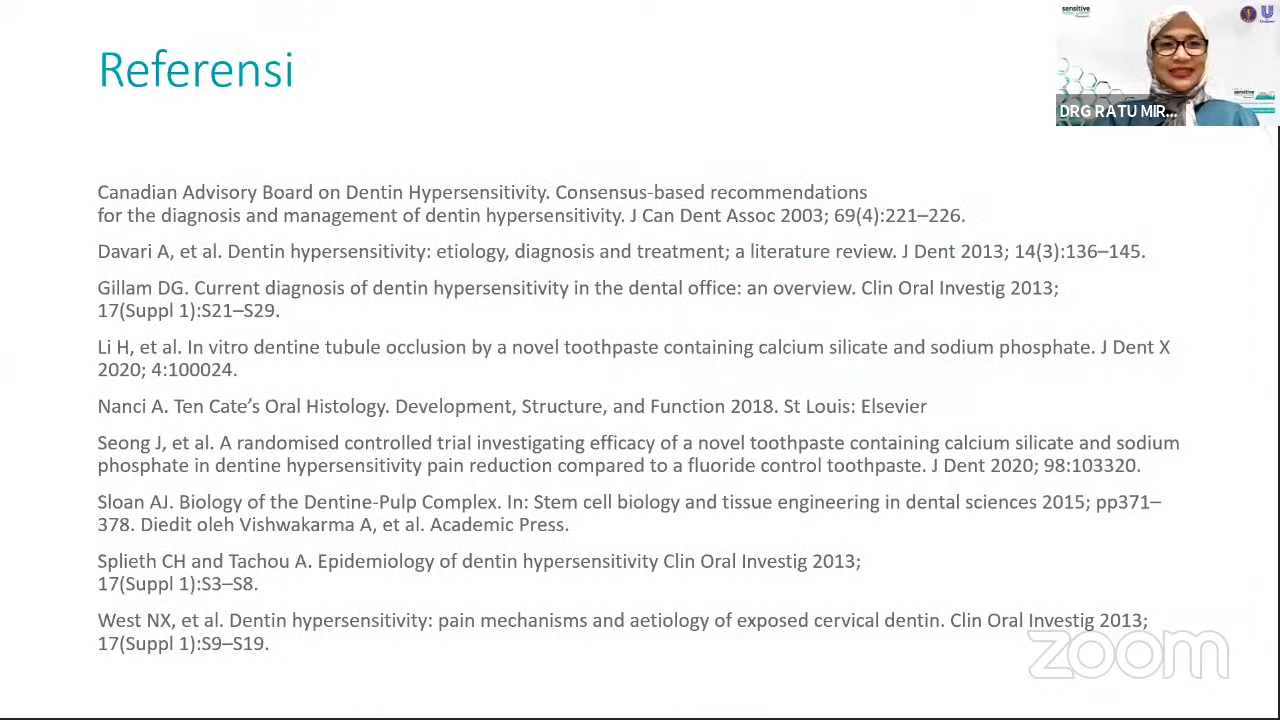 Referensi
sensitive
Unilever
sensitive
DRG RATU MIR...
Canadian Advisory Board on Dentin Hypersensitivity. Consensus-based recommendations
for the diagnosis and management of dentin hypersensitivity. J Can Dent Assoc 2003; 69(4):221–226.
Davari A, et al. Dentin hypersensitivity: etiology, diagnosis and treatment; a literature review. J Dent 2013; 14(3):136–145.
Gillam DG. Current diagnosis of dentin hypersensitivity in the dental office: an overview. Clin Oral Investig 2013;
17(Suppl 1):S21–S29.
Li H, et al. In vitro dentine tubule occlusion by a novel toothpaste containing calcium silicate and sodium phosphate. J Dent X
2020; 4:100024.
Nanci A. Ten Cate’s Oral Histology. Development, Structure, and Function 2018. St Louis: Elsevier
Seong J, et al. A randomised controlled trial investigating efficacy of a novel toothpaste containing calcium silicate and sodium
phosphate in dentine hypersensitivity pain reduction compared to a fluoride control toothpaste. J Dent 2020; 98:103320.
Sloan AJ. Biology of the Dentine-Pulp Complex. In: Stem cell biology and tissue engineering in dental sciences 2015; pp371–
378. Diedit oleh Vishwakarma A, et al. Academic Press.
Splieth CH and Tachou A. Epidemiology of dentin hypersensitivity Clin Oral Investig 2013;
17(Suppl 1):S3–S8.
West NX, et al. Dentin hypersensitivity: pain mechanisms and aetiology of exposed cervical dentin. Clin Oral Investig 2013;
17(Suppl 1):S9–S19.
zoom